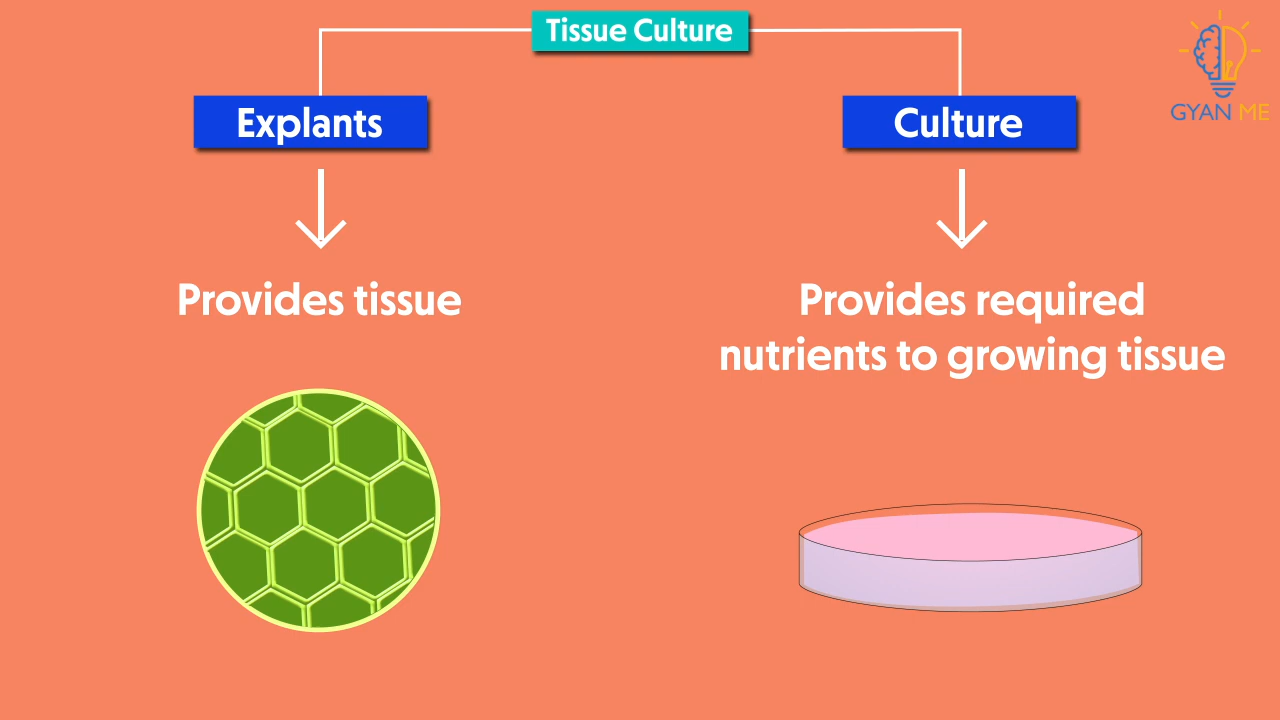 Tissue Culture
GYAN ME
Explants
Culture
Provides tissue
Provides required
nutrients to growing tissue